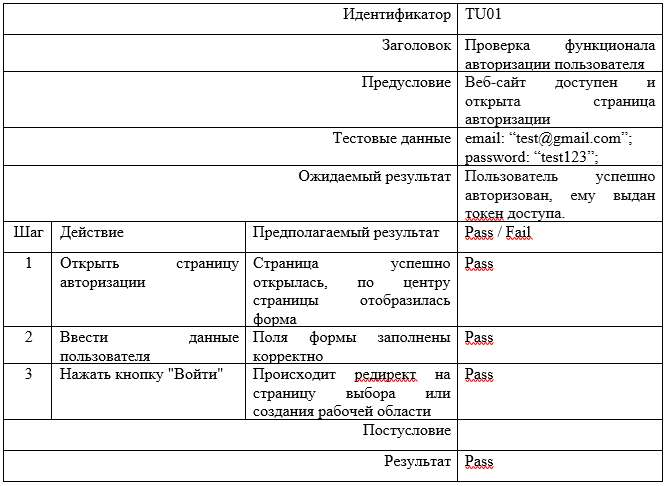 Идентификатор TU01
Заголовок Проверка функционала
авторизации пользователя
Предусловие Веб-сайт доступен и
открыта страница
авторизации
Тестовые данные email: “test@gmail.com”;
password: “test123”;
Ожидаемый результат Пользователь успешно
авторизован, ему выдан
токен доступа.
Шаг Действие Предполагаемый результат Pass / Fail
1 Открыть страницу Страница успешно Pass
авторизации открылась, по центру
страницы отобразилась
форма
2 Ввести данные Поля формы заполнены Pass
пользователя корректно
3 Нажать кнопку "Войти" Происходит редирект на Pass
страницу выбора или
создания рабочей области
Постусловие
Результат Pass